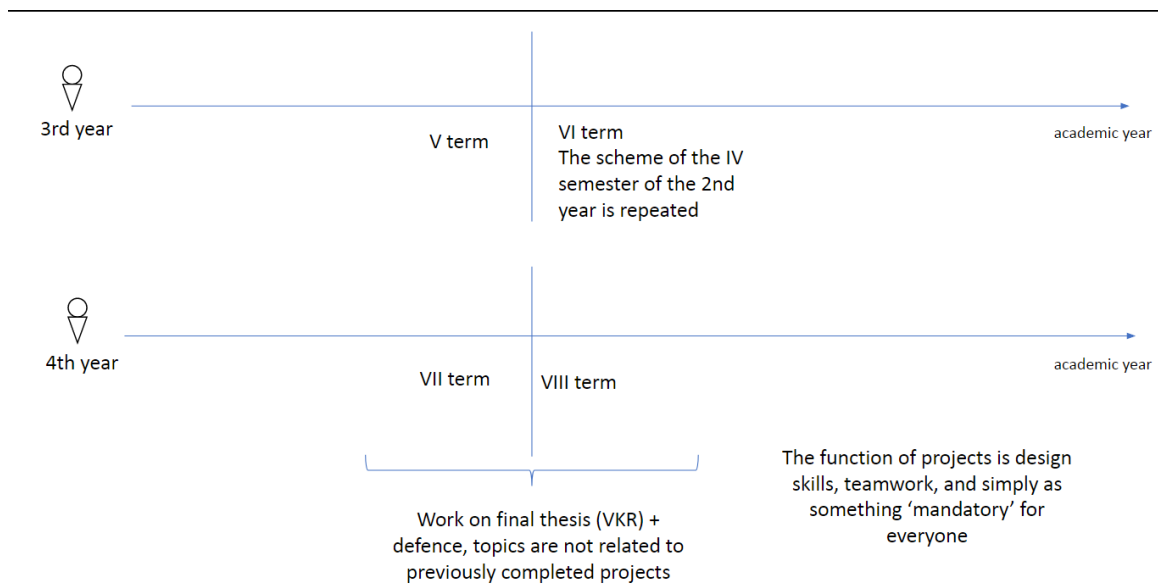 3rd year
V term
VI term
The scheme of the IV
semester of the 2nd
year is repeated
academic year
4th year
VII term
VIII term
academic year
Work on final thesis (VKR) +
defence, topics are not related to
previously completed projects
The function of projects is design
skills, teamwork, and simply as
something ‘mandatory’ for
everyone